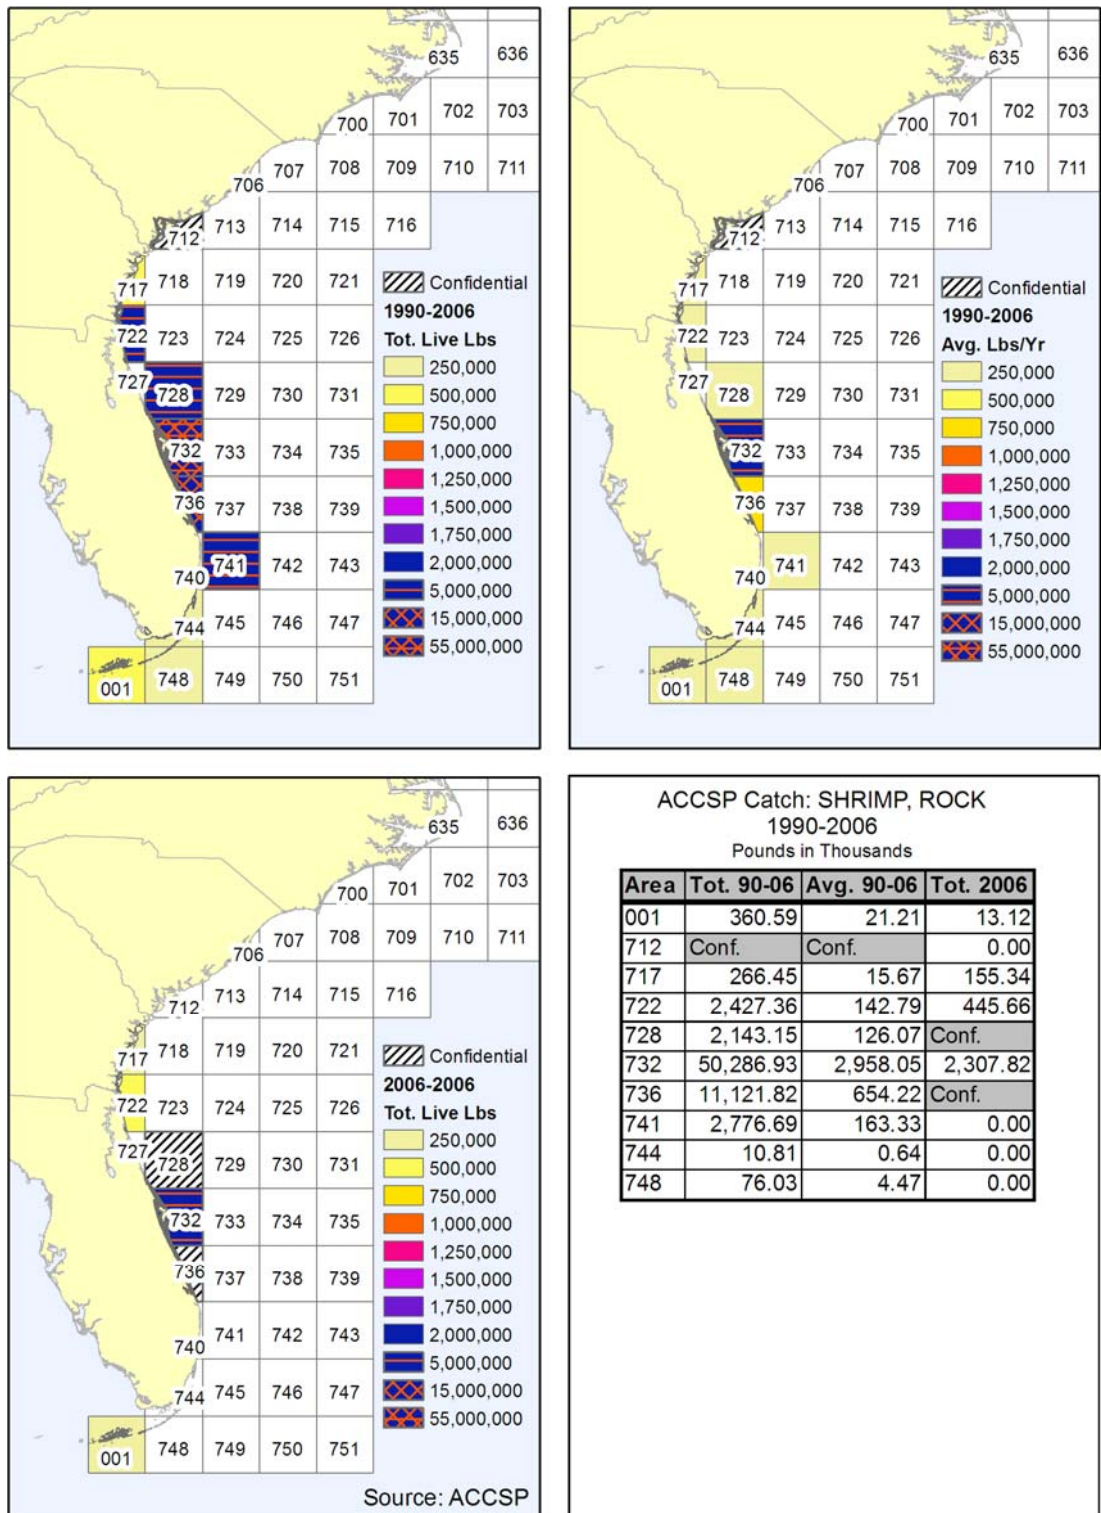 635 636
700 701 702 703
706 707 708 709 710 711
712 713 714 715 716
717 718 719 720 721
722 723 724 725 726
727 728 729 730 731
732 733 734 735
736 737 738 739
740 741 742 743
744 745 746 747
001 748 749 750 751
Confidential
1990-2006
Tot. Live Lbs
250,000
500,000
750,000
1,000,000
1,250,000
1,500,000
1,750,000
2,000,000
5,000,000
15,000,000
55,000,000
635 636
700 701 702 703
706 707 708 709 710 711
712 713 714 715 716
717 718 719 720 721
722 723 724 725 726
727 728 729 730 731
732 733 734 735
736 737 738 739
740 741 742 743
744 745 746 747
001 748 749 750 751
Confidential
1990-2006
Avg. Lbs/Yr
250,000
500,000
750,000
1,000,000
1,250,000
1,500,000
1,750,000
2,000,000
5,000,000
15,000,000
55,000,000
635 636
700 701 702 703
706 707 708 709 710 711
712 713 714 715 716
717 718 719 720 721
722 723 724 725 726
727 728 729 730 731
732 733 734 735
736 737 738 739
740 741 742 743
744 745 746 747
001 748 749 750 751
Confidential
2006-2006
Tot. Live Lbs
250,000
500,000
750,000
1,000,000
1,250,000
1,500,000
1,750,000
2,000,000
5,000,000
15,000,000
55,000,000
Source: ACCSP
ACCSP Catch: SHRIMP, ROCK
1990-2006
Pounds in Thousands
Area Tot. 90-06 Avg. 90-06 Tot. 2006
001 360.59 21.21 13.12
712 Conf. Conf. 0.00
717 266.45 15.67 155.34
722 2,427.36 142.79 445.66
728 2,143.15 126.07 Conf.
732 50,286.93 2,958.05 2,307.82
736 11,121.82 654.22 Conf.
741 2,776.69 163.33 0.00
744 10.81 0.64 0.00
748 76.03 4.47 0.00